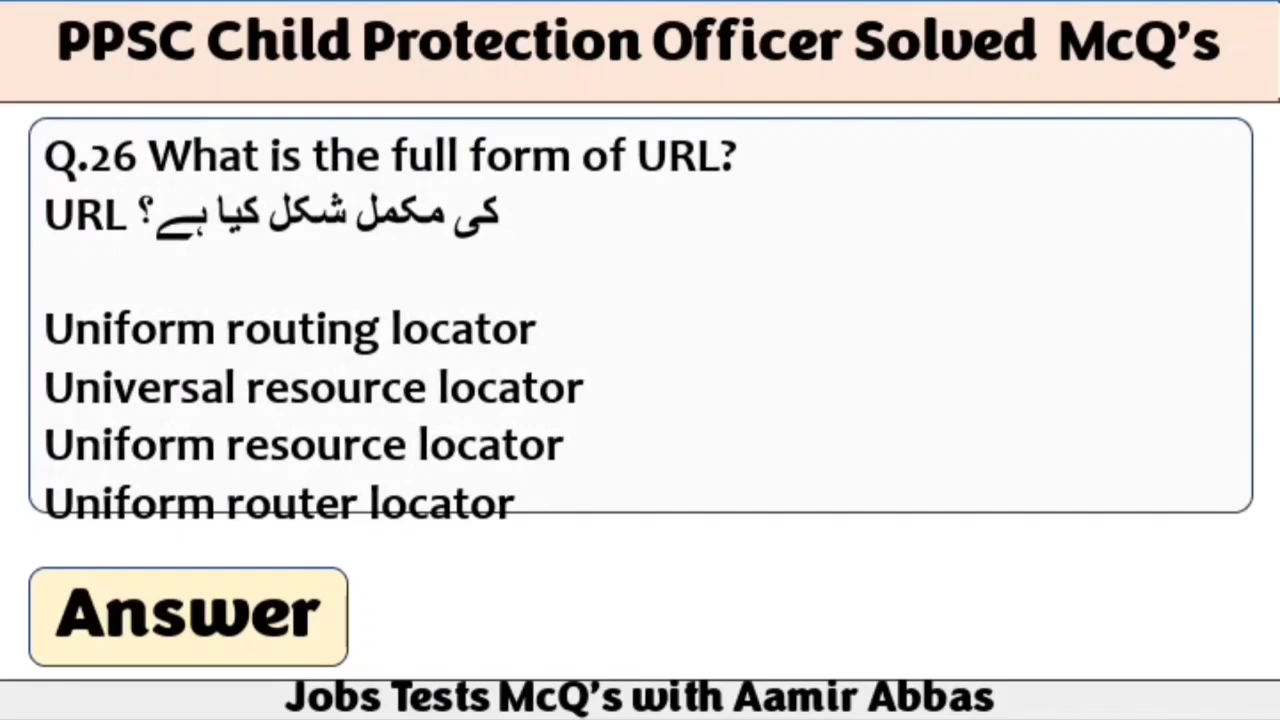 PPSC Child Protection Officer Solved McQ's
Q.26 What is the full form of URL?
URL کی مکمل شکل کیا ہے؟
Uniform routing locator
Universal resource locator
Uniform resource locator
Uniform router locator
Answer
Jobs Tests McQ's with Aamir Abbas